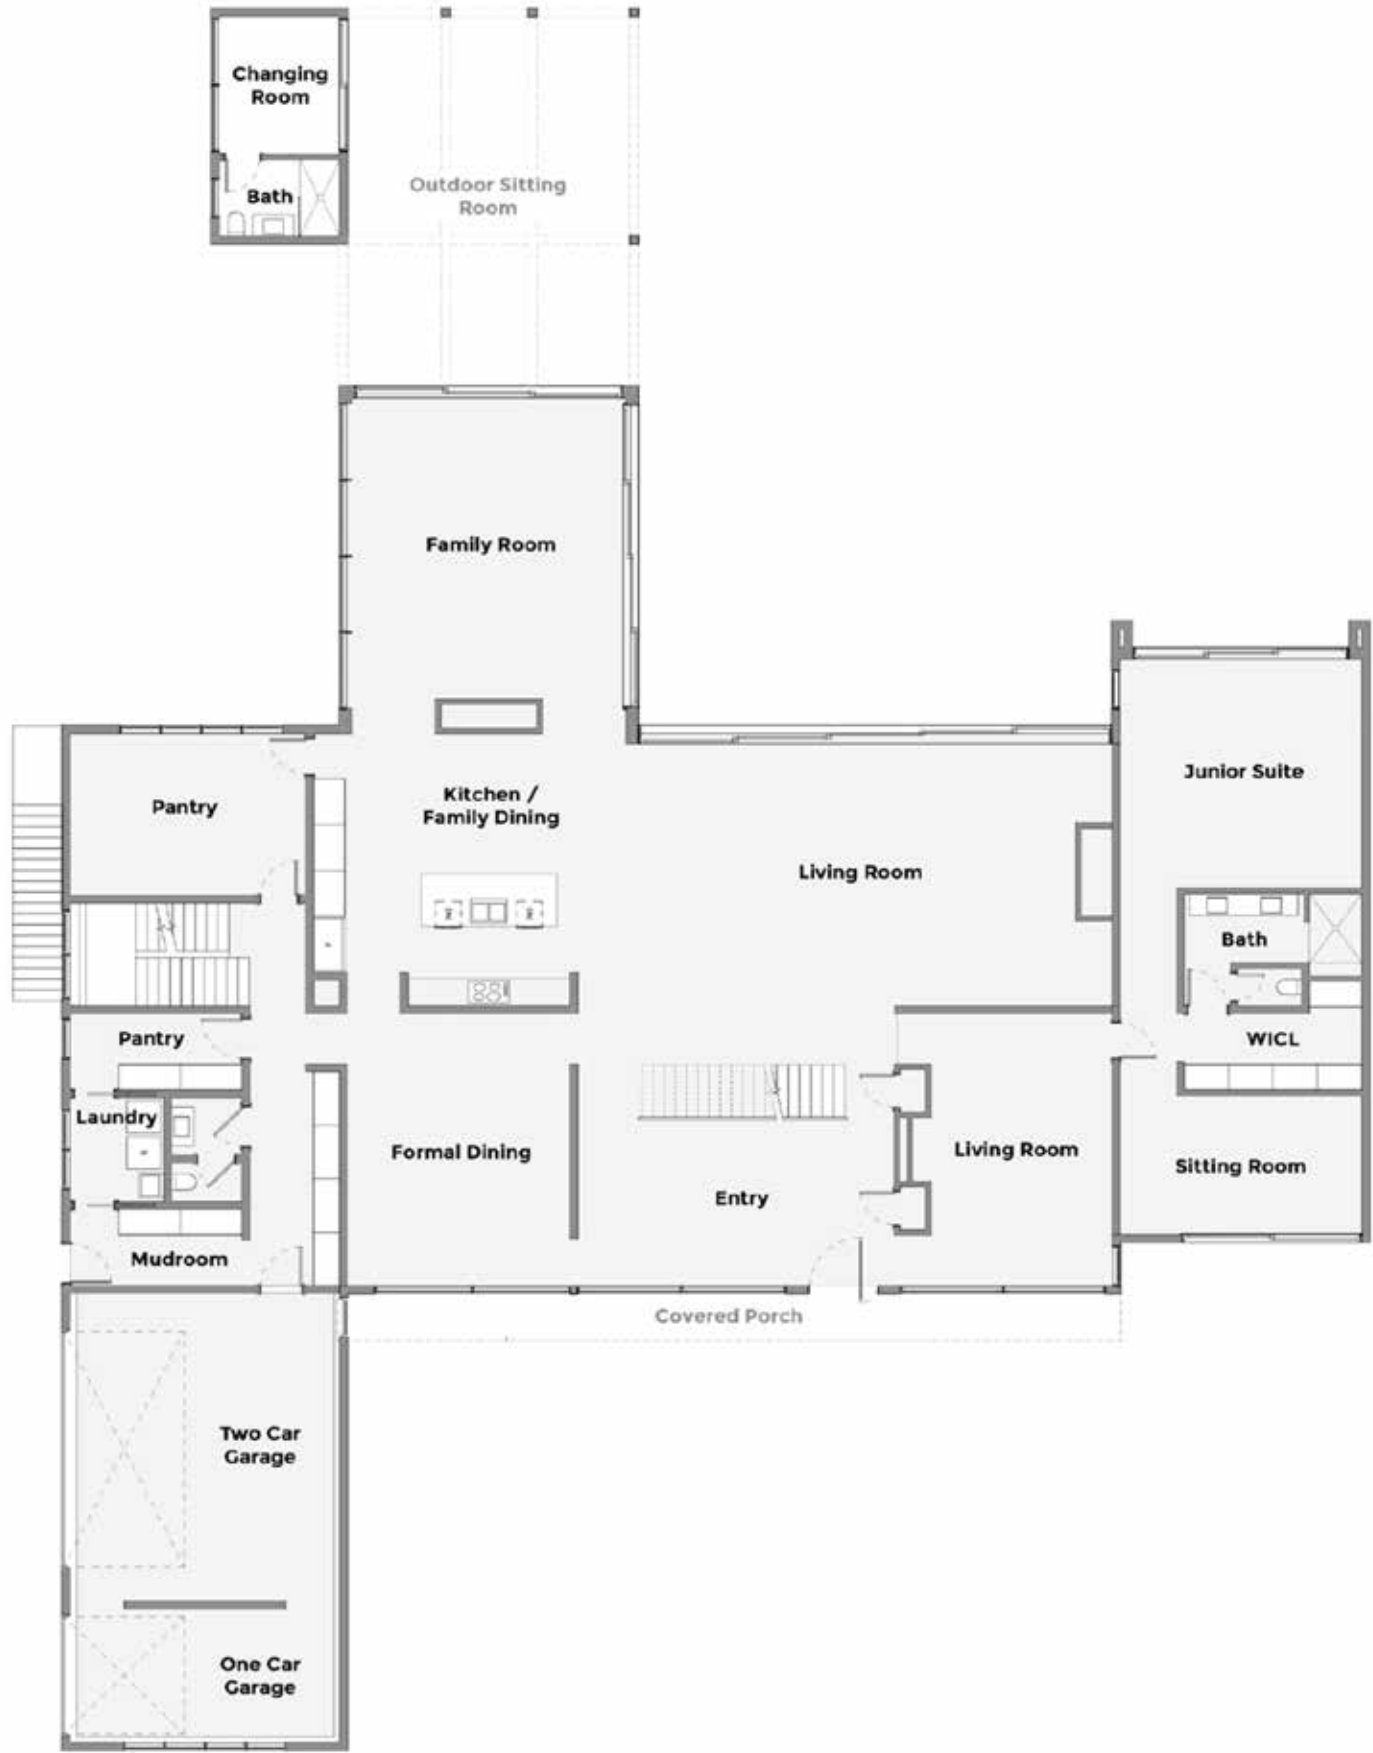 Changing
Room
Bath
Outdoor Sitting
Room
Family Room
Junior Suite
Pantry
Kitchen /
Family Dining
Living Room
Bath
Pantry
WICL
Laundry
Formal Dining
Living Room
Sitting Room
Entry
Mudroom
Covered Porch
Two Car
Garage
One Car
Garage